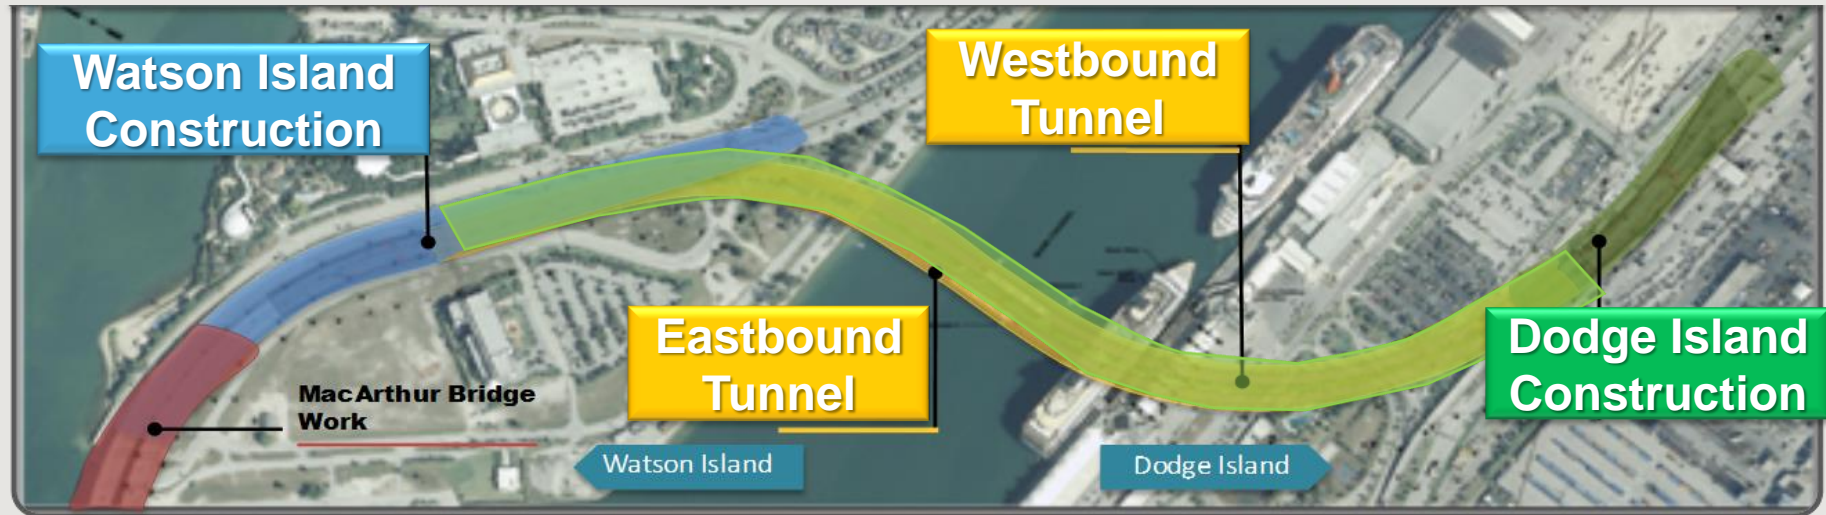 Watson Island
Construction
Westbound
Tunnel
Eastbound
Tunnel
Dodge Island
Construction
MacArthur Bridge
Work
Watson Island
Dodge Island